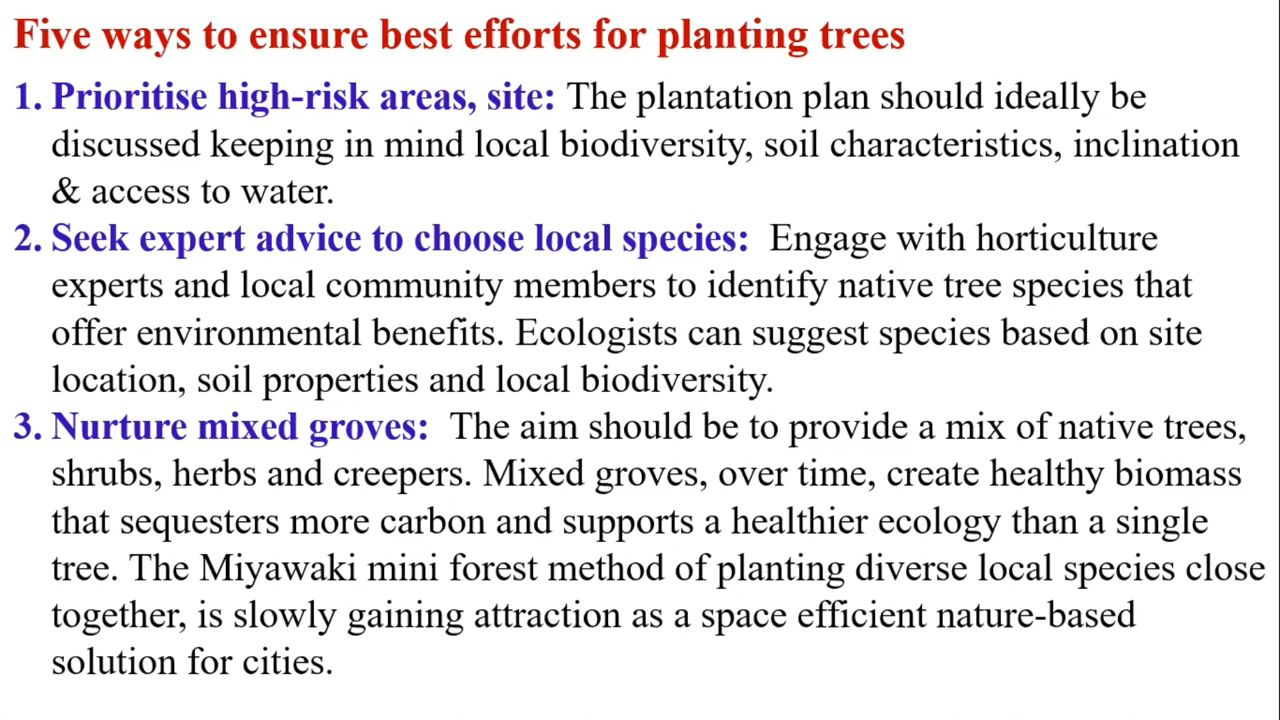 Five ways to ensure best efforts for planting trees
1. Prioritise high-risk areas, site: The plantation plan should ideally be
discussed keeping in mind local biodiversity, soil characteristics, inclination
& access to water.
2. Seek expert advice to choose local species: Engage with horticulture
experts and local community members to identify native tree species that
offer environmental benefits. Ecologists can suggest species based on site
location, soil properties and local biodiversity.
3. Nurture mixed groves: The aim should be to provide a mix of native trees,
shrubs, herbs and creepers. Mixed groves, over time, create healthy biomass
that sequesters more carbon and supports a healthier ecology than a single
tree. The Miyawaki mini forest method of planting diverse local species close
together, is slowly gaining attraction as a space efficient nature-based
solution for cities.